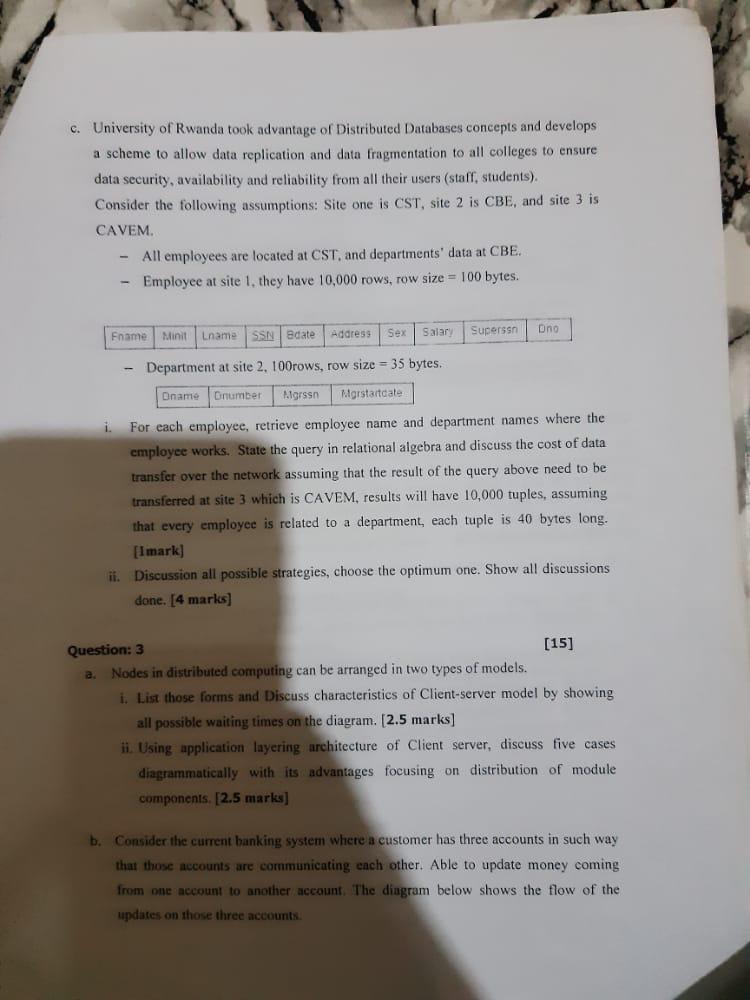 c. University of Rwanda took advantage of Distributed Databases concepts and develops
a scheme to allow data replication and data fragmentation to all colleges to ensure
data security, availability and reliability from all their users (staff, students).
Consider the following assumptions: Site one is CST, site 2 is CBE, and site 3 is
CAVEM.
– All employees are located at CST, and departments' data at CBE.
– Employee at site 1, they have 10,000 rows, row size = 100 bytes.
Fname Minit Lname SSN Bdate Address Sex Salary Superssn Dno
– Department at site 2, 100rows, row size = 35 bytes.
Dname Dnumber Mgrssn Mgrstartdate
i. For each employee, retrieve employee name and department names where the
employee works. State the query in relational algebra and discuss the cost of data
transfer over the network assuming that the result of the query above need to be
transferred at site 3 which is CAVEM, results will have 10,000 tuples, assuming
that every employee is related to a department, each tuple is 40 bytes long.
[1mark]
ii. Discussion all possible strategies, choose the optimum one. Show all discussions
done. [4 marks]
Question: 3 [15]
a. Nodes in distributed computing can be arranged in two types of models.
i. List those forms and Discuss characteristics of Client-server model by showing
all possible waiting times on the diagram. [2.5 marks]
ii. Using application layering architecture of Client server, discuss five cases
diagrammatically with its advantages focusing on distribution of module
components. [2.5 marks]
b. Consider the current banking system where a customer has three accounts in such way
that those accounts are communicating each other. Able to update money coming
from one account to another account. The diagram below shows the flow of the
updates on those three accounts.